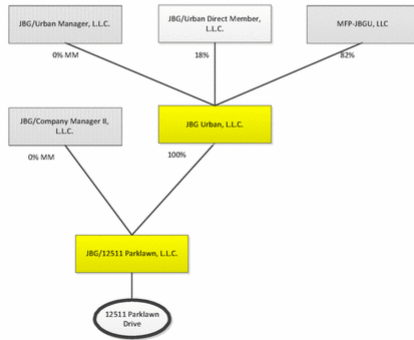 JBG/Urban Manager, L.L.C.
JBG/Urban Direct Member,
L.L.C.
MFP-JBGU, LLC
0% MM
18%
82%
JBG/Company Manager II,
L.L.C.
JBG Urban, L.L.C.
0% MM
100%
JBG/12511 Parklawn, L.L.C.
12511 Parklawn
Drive